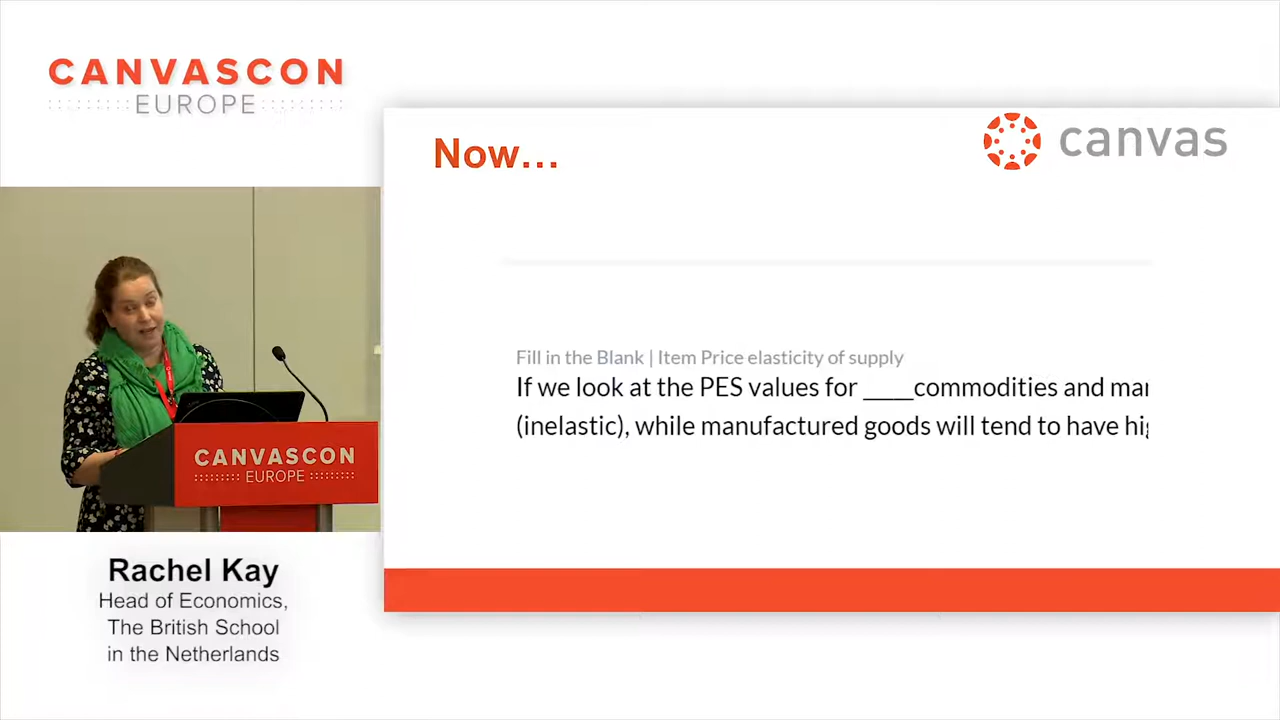 CANVASCON
EUROPE
Now...
canvas
Fill in the Blank | Item Price elasticity of supply
If we look at the PES values for _____commodities and
(inelastic), while manufactured goods will tend to have
CANVASCON
EUROPE
Rachel Kay
Head of Economics,
The British School
in the Netherlands